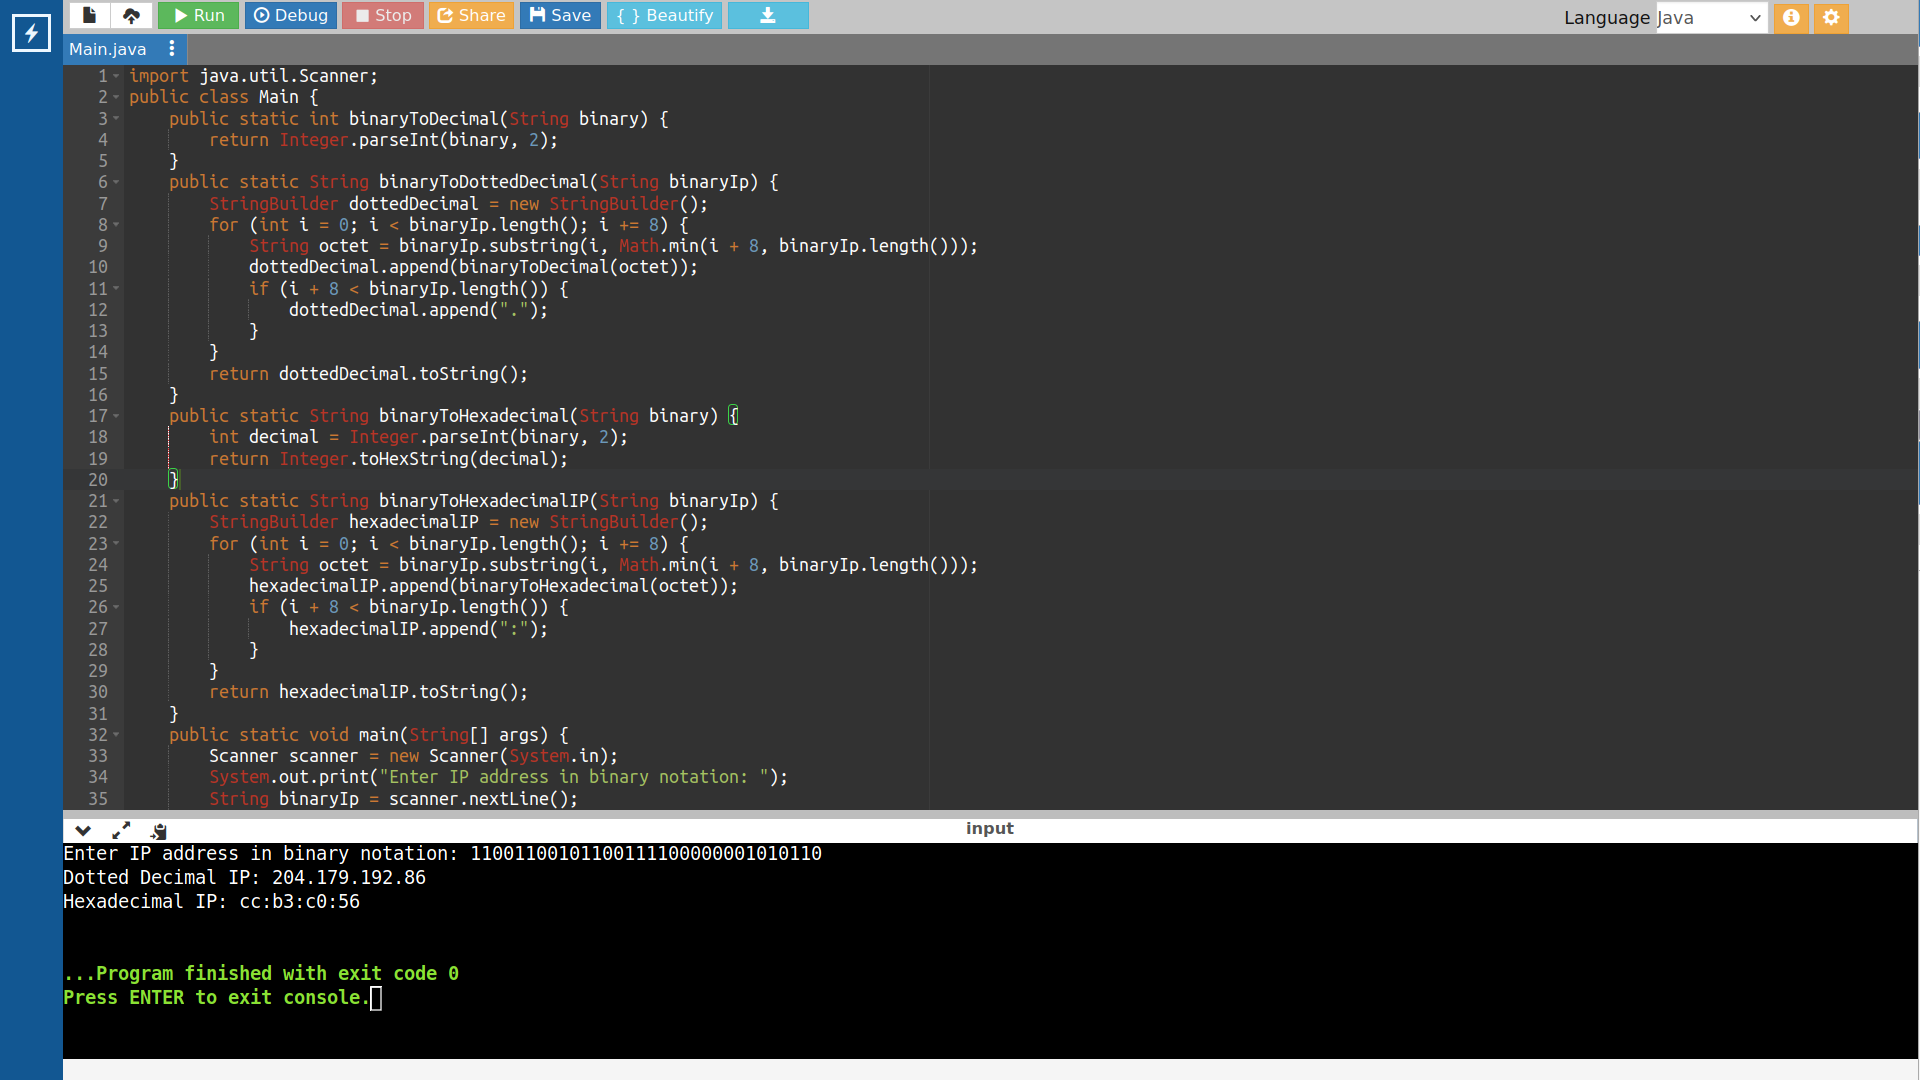 Run Debug Stop Share Save { } Beautify Language Java
Main.java
1 import java.util.Scanner;
2 public class Main {
3     public static int binaryToDecimal(String binary) {
4         return Integer.parseInt(binary, 2);
5     }
6     public static String binaryToDottedDecimal(String binaryIp) {
7         StringBuilder dottedDecimal = new StringBuilder();
8         for (int i = 0; i < binaryIp.length(); i += 8) {
9             String octet = binaryIp.substring(i, Math.min(i + 8, binaryIp.length()));
10             dottedDecimal.append(binaryToDecimal(octet));
11             if (i + 8 < binaryIp.length()) {
12                 dottedDecimal.append(".");
13             }
14         }
15         return dottedDecimal.toString();
16     }
17     public static String binaryToHexadecimal(String binary) {
18         int decimal = Integer.parseInt(binary, 2);
19         return Integer.toHexString(decimal);
20     }
21     public static String binaryToHexadecimalIP(String binaryIp) {
22         StringBuilder hexadecimalIP = new StringBuilder();
23         for (int i = 0; i < binaryIp.length(); i += 8) {
24             String octet = binaryIp.substring(i, Math.min(i + 8, binaryIp.length()));
25             hexadecimalIP.append(binaryToHexadecimal(octet));
26             if (i + 8 < binaryIp.length()) {
27                 hexadecimalIP.append(":");
28             }
29         }
30         return hexadecimalIP.toString();
31     }
32     public static void main(String[] args) {
33         Scanner scanner = new Scanner(System.in);
34         System.out.print("Enter IP address in binary notation: ");
35         String binaryIp = scanner.nextLine();
input
Enter IP address in binary notation: 11001100101100111100000001010110
Dotted Decimal IP: 204.179.192.86
Hexadecimal IP: cc:b3:c0:56
...Program finished with exit code 0
Press ENTER to exit console.